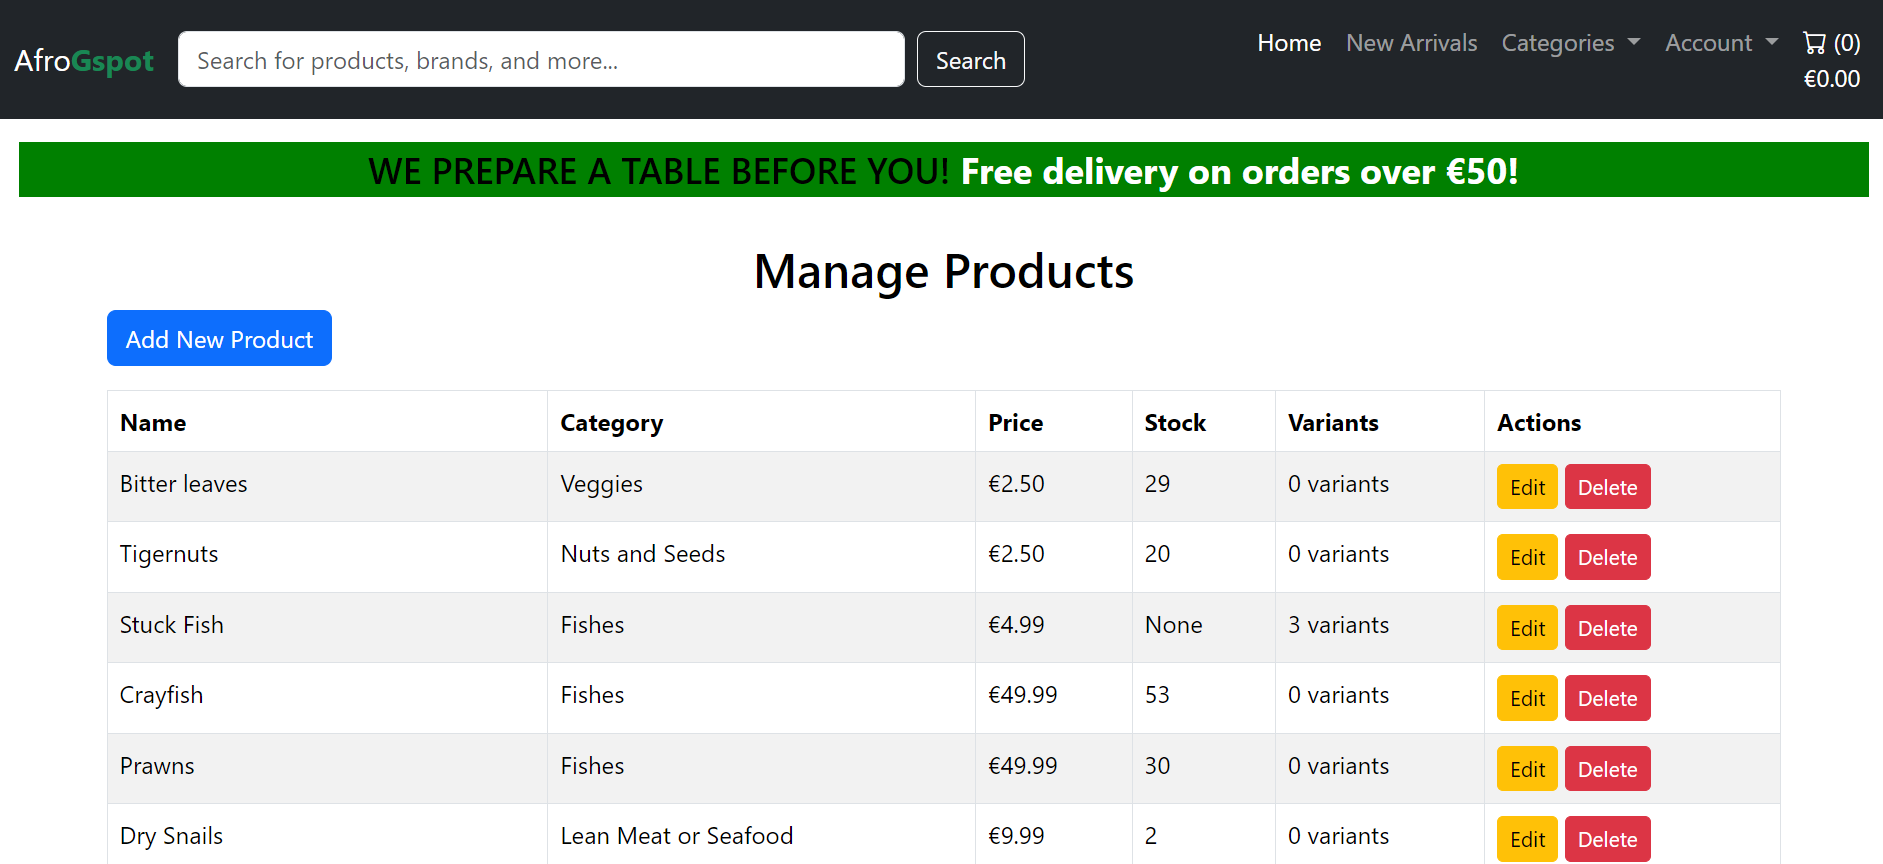 AfroGspot Search for products, brands, and more... Search Home New Arrivals Categories Account (0)
€0.00
WE PREPARE A TABLE BEFORE YOU! Free delivery on orders over €50!
Manage Products
Add New Product
Name Category Price Stock Variants Actions
Bitter leaves Veggies €2.50 29 0 variants Edit Delete
Tigernuts Nuts and Seeds €2.50 20 0 variants Edit Delete
Stuck Fish Fishes €4.99 None 3 variants Edit Delete
Crayfish Fishes €49.99 53 0 variants Edit Delete
Prawns Fishes €49.99 30 0 variants Edit Delete
Dry Snails Lean Meat or Seafood €9.99 2 0 variants Edit Delete